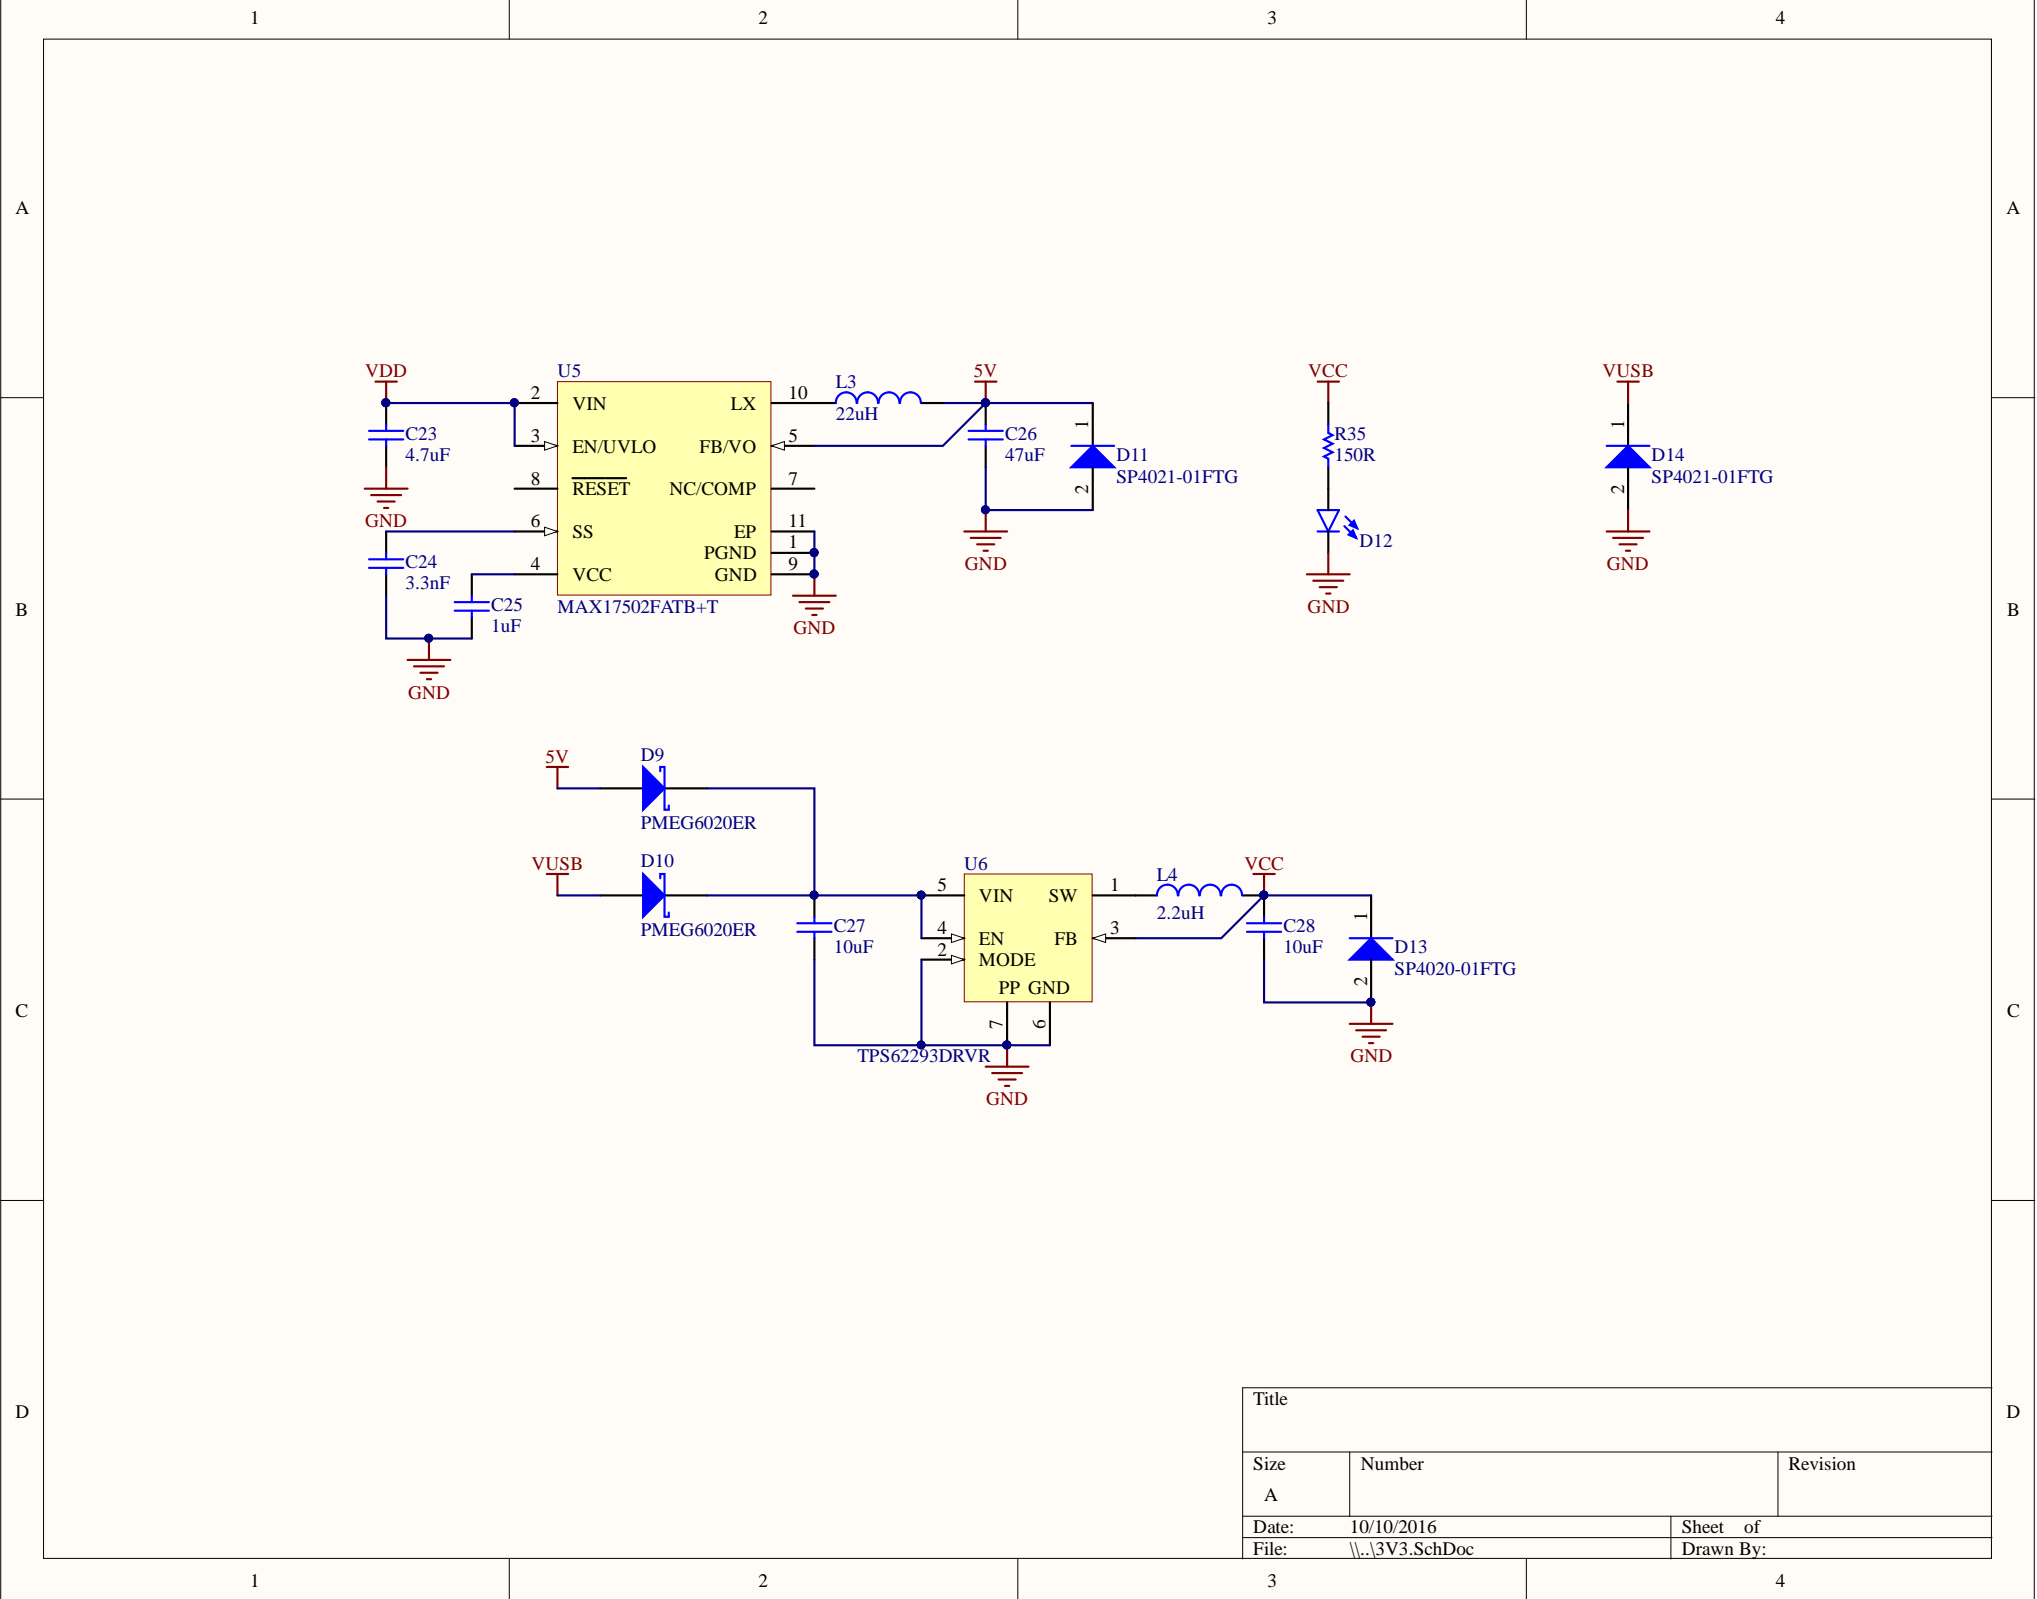 1 2 3 4
A A
VDD U5 5V VCC VUSB
2 VIN LX 10 L3
22uH
3 EN/UVLO FB/VO 5
C23
4.7uF
C26
47uF
1
D11
SP4021-01FTG
2
R35
150R
1
D14
SP4021-01FTG
2
8 RESET NC/COMP 7
GND
6 SS EP 11
PGND 1
4 VCC GND 9
C24
3.3nF
C25
1uF
MAX17502FATB+T
GND
GND
GND
D12
GND
GND
B B
5V D9
PMEG6020ER
VUSB D10
PMEG6020ER
U6 L4 VCC
5 VIN SW 1
2.2uH
4 EN FB 3
2 MODE
PP GND
7 6
C27
10uF
C28
10uF
1
D13
SP4020-01FTG
2
TPS62293DRVR
GND
GND
C C
D D
Title
Size Number Revision
A
Date: 10/10/2016 Sheet of
File: \\..\3V3.SchDoc Drawn By:
1 2 3 4